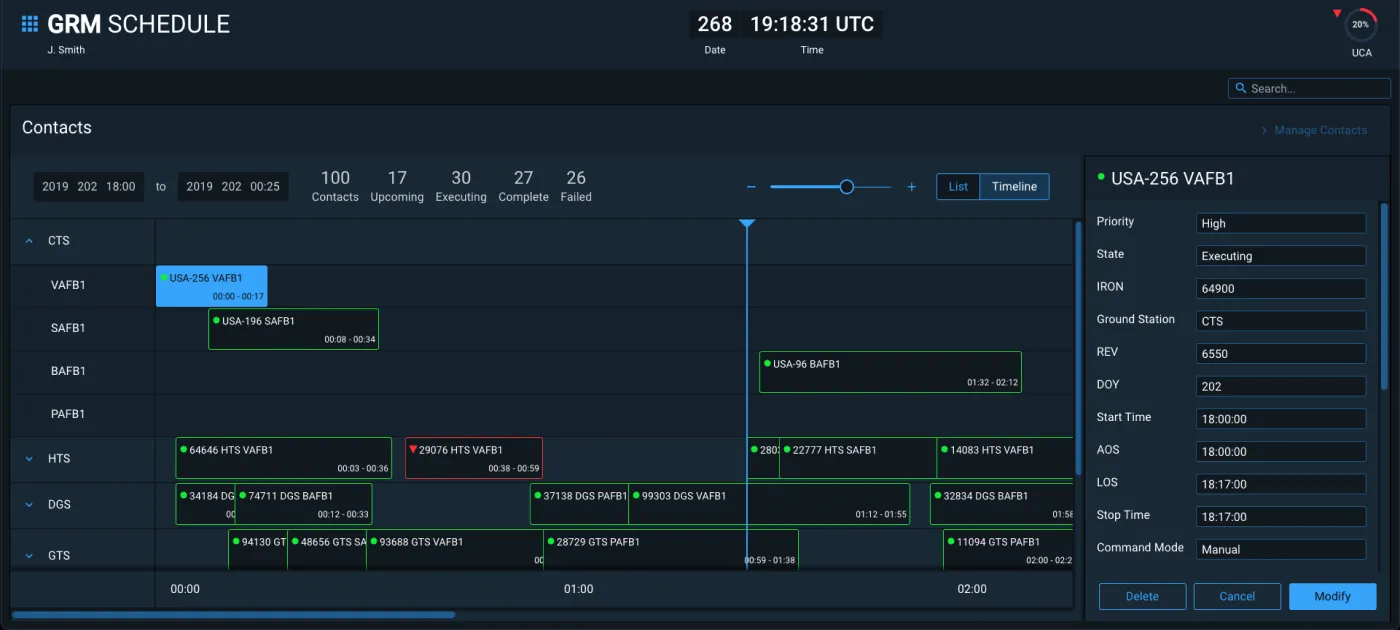 GRM SCHEDULE
J. Smith
268 19:18:31 UTC
Date Time
20%
UCA
Search...
Contacts
Manage Contacts
2019 202 18:00 to 2019 202 00:25
100 17 30 27 26
Contacts Upcoming Executing Complete Failed
List Timeline
CTS
VAFB1
USA-256 VAFB1
00:00 - 00:17
SAFB1
USA-196 SAFB1
00:08 - 00:34
BAFB1
USA-96 BAFB1
01:32 - 02:12
PAFB1
HTS
64646 HTS VAFB1
00:03 - 00:36
29076 HTS VAFB1
00:38 - 00:59
22777 HTS SAFB1
14083 HTS VAFB1
DGS
34184 DG
00
74711 DGS BAFB1
00:12 - 00:33
37138 DGS PAFB1
99303 DGS VAFB1
01:12 - 01:55
32834 DGS BAFB1
01:58
GTS
94130 GT
48656 GTS SA
93688 GTS VAFB1
00
28729 GTS PAFB1
00:59 - 01:38
11094 GTS PAFB1
02:00 - 02:2
00:00 01:00 02:00
USA-256 VAFB1
Priority High
State Executing
IRON 64900
Ground Station CTS
REV 6550
DOY 202
Start Time 18:00:00
AOS 18:00:00
LOS 18:17:00
Stop Time 18:17:00
Command Mode Manual
Delete Cancel Modify